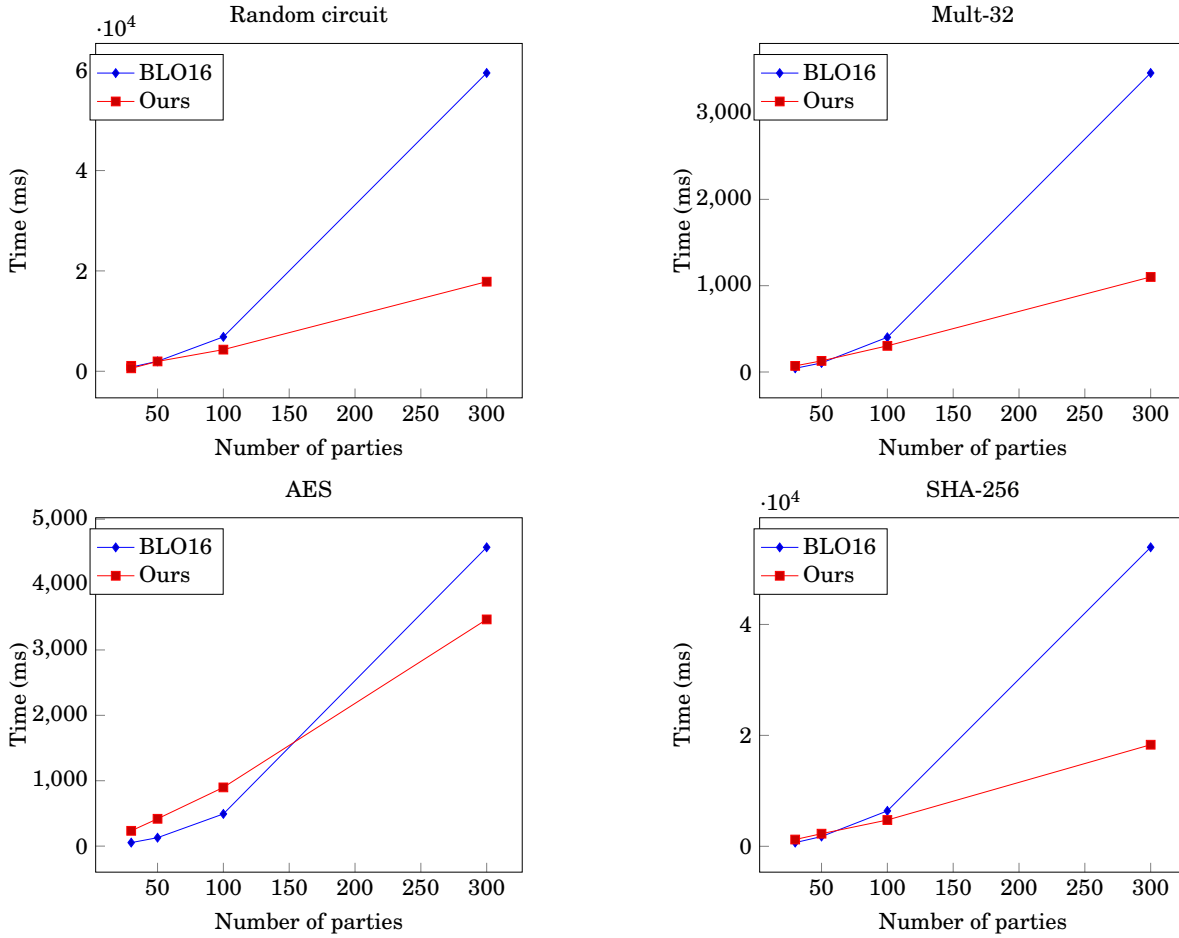 Random circuit
·10⁴
6
4
2
0
BLO16
Ours
Time (ms)
50 100 150 200 250 300
Number of parties
Mult-32
3,000
2,000
1,000
0
BLO16
Ours
Time (ms)
50 100 150 200 250 300
Number of parties
AES
5,000
4,000
3,000
2,000
1,000
0
BLO16
Ours
Time (ms)
50 100 150 200 250 300
Number of parties
SHA-256
·10⁴
4
2
0
BLO16
Ours
Time (ms)
50 100 150 200 250 300
Number of parties